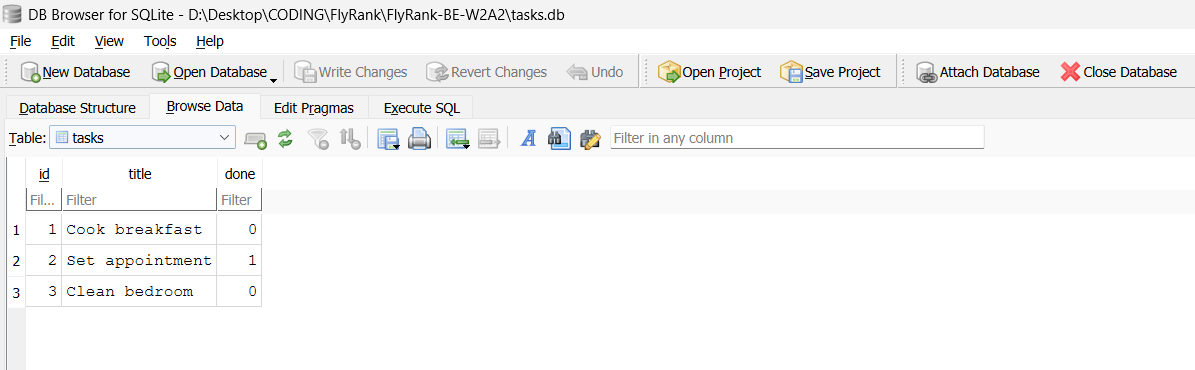 DB Browser for SQLite - D:\Desktop\CODING\FlyRank\FlyRank-BE-W2A2\tasks.db
File Edit View Tools Help
New Database Open Database Write Changes Revert Changes Undo Open Project Save Project Attach Database Close Database
Database Structure Browse Data Edit Pragmas Execute SQL
Table: tasks Filter in any column
id title done
Fil... Filter Filter
1 1 Cook breakfast 0
2 2 Set appointment 1
3 3 Clean bedroom 0